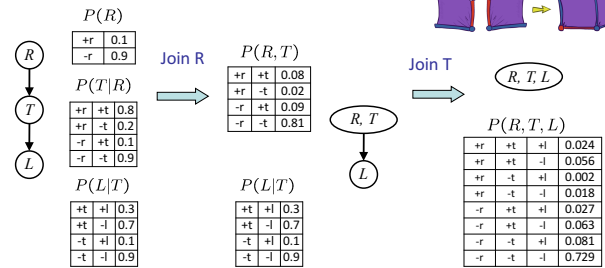 P(R)
+r 0.1
-r 0.9
R
T
L
P(T|R)
+r +t 0.8
+r -t 0.2
-r +t 0.1
-r -t 0.9
P(L|T)
+t +l 0.3
+t -l 0.7
-t +l 0.1
-t -l 0.9
Join R
P(R,T)
+r +t 0.08
+r -t 0.02
-r +t 0.09
-r -t 0.81
P(L|T)
+t +l 0.3
+t -l 0.7
-t +l 0.1
-t -l 0.9
R, T
L
Join T
R, T, L
P(R,T,L)
+r +t +l 0.024
+r +t -l 0.056
+r -t +l 0.002
+r -t -l 0.018
-r +t +l 0.027
-r +t -l 0.063
-r -t +l 0.081
-r -t -l 0.729